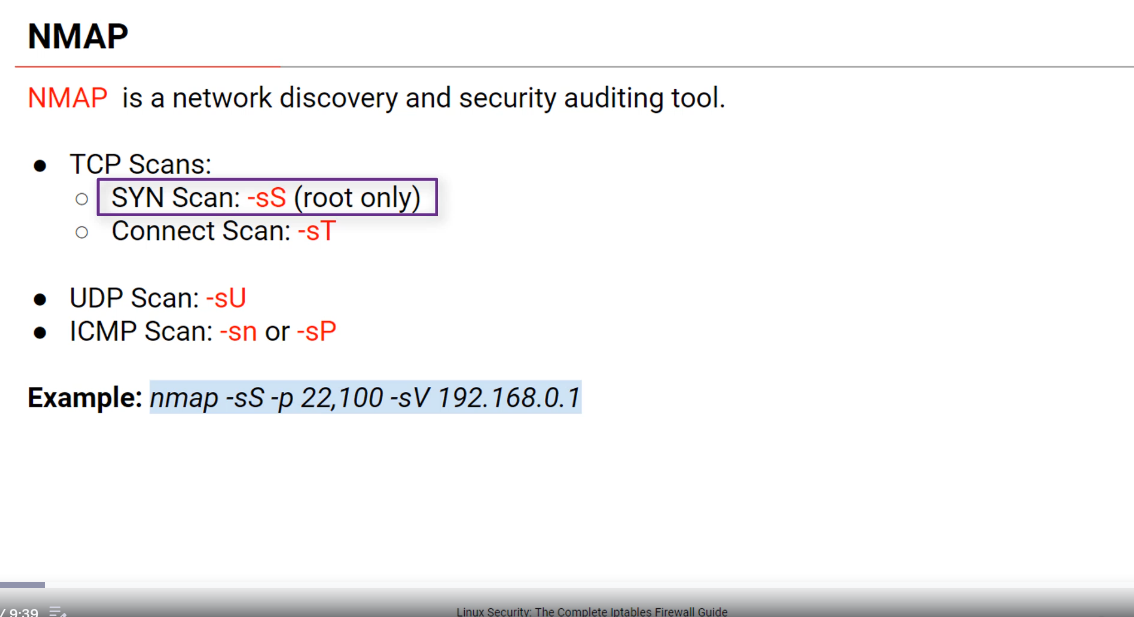 NMAP
NMAP is a network discovery and security auditing tool.
● TCP Scans:
○ SYN Scan: -sS (root only)
○ Connect Scan: -sT
● UDP Scan: -sU
● ICMP Scan: -sn or -sP
Example: nmap -sS -p 22,100 -sV 192.168.0.1
/ 9:39
Linux Security: The Complete Iptables Firewall Guide